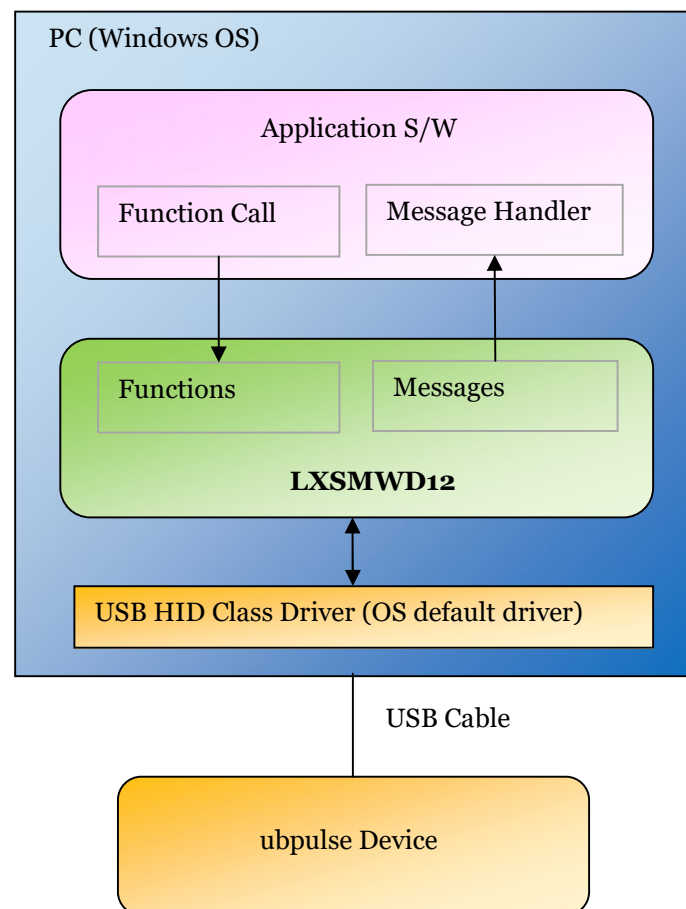 PC (Windows OS)
Application S/W
Function Call
Message Handler
Functions
Messages
LXSMWD12
USB HID Class Driver (OS default driver)
USB Cable
ubpulse Device